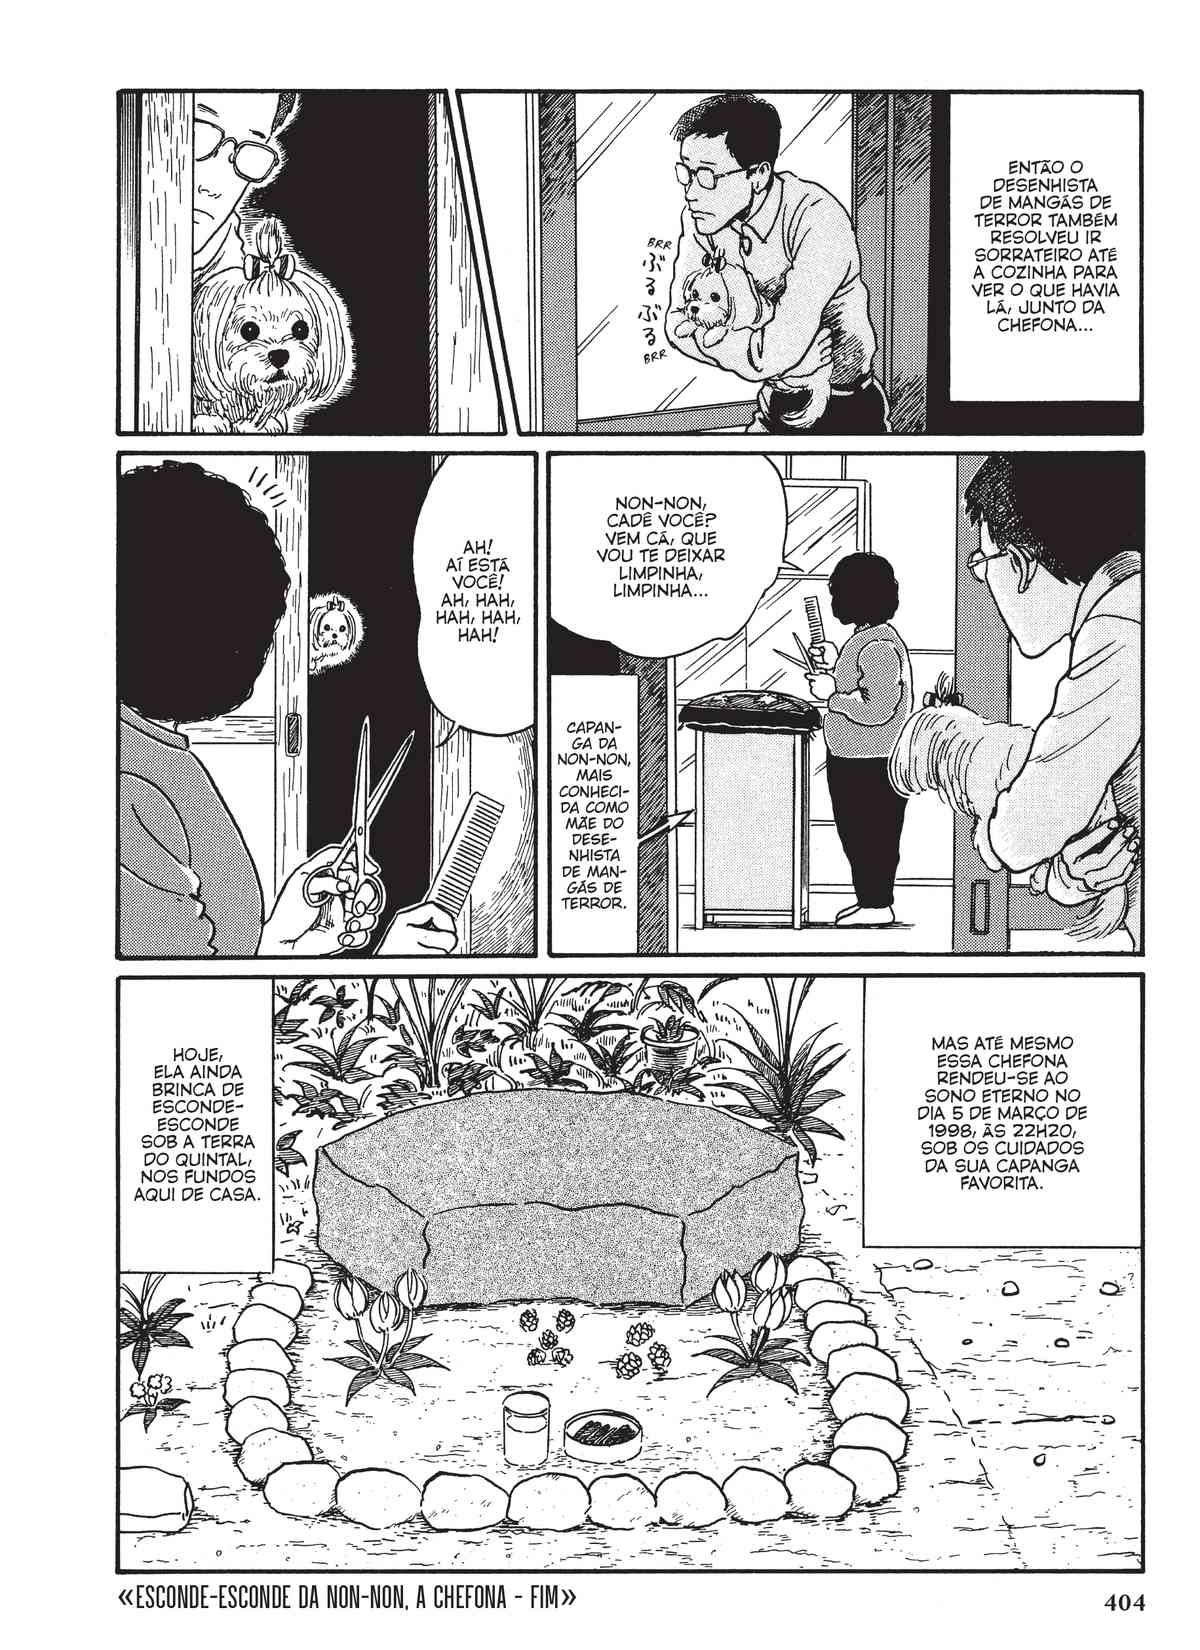 ENTÃO O
DESENHISTA
DE MANGÁS DE
TERROR TAMBÉM
RESOLVEU IR
SORRATEIRO ATÉ
A COZINHA PARA
VER O QUE HAVIA
LÁ, JUNTO DA
CHEFONA...
BRR
ぶるぶる
BRR
NON-NON,
CADÊ VOCÊ?
VEM CÁ, QUE
VOU TE DEIXAR
LIMPINHA,
LIMPINHA...
CAPAN-
GA DA
NON-NON,
MAIS
CONHECI-
DA COMO
MÃE DO
DESE-
NHISTA
DE MAN-
GÁS DE
TERROR.
AH!
AÍ ESTÁ
VOCÊ!
AH, HAH,
HAH, HAH,
HAH!
MAS ATÉ MESMO
ESSA CHEFONA
RENDEU-SE AO
SONO ETERNO NO
DIA 5 DE MARÇO DE
1998, ÀS 22H20,
SOB OS CUIDADOS
DA SUA CAPANGA
FAVORITA.
HOJE,
ELA AINDA
BRINCA DE
ESCONDE-
ESCONDE
SOB A TERRA
DO QUINTAL,
NOS FUNDOS
AQUI DE CASA.
«ESCONDE-ESCONDE DA NON-NON, A CHEFONA - FIM»
404